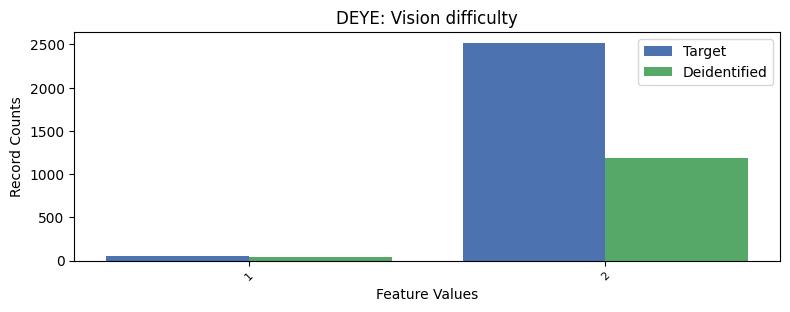 DEYE: Vision difficulty
Record Counts
2500
2000
1500
1000
500
0
Target
Deidentified
1
2
Feature Values